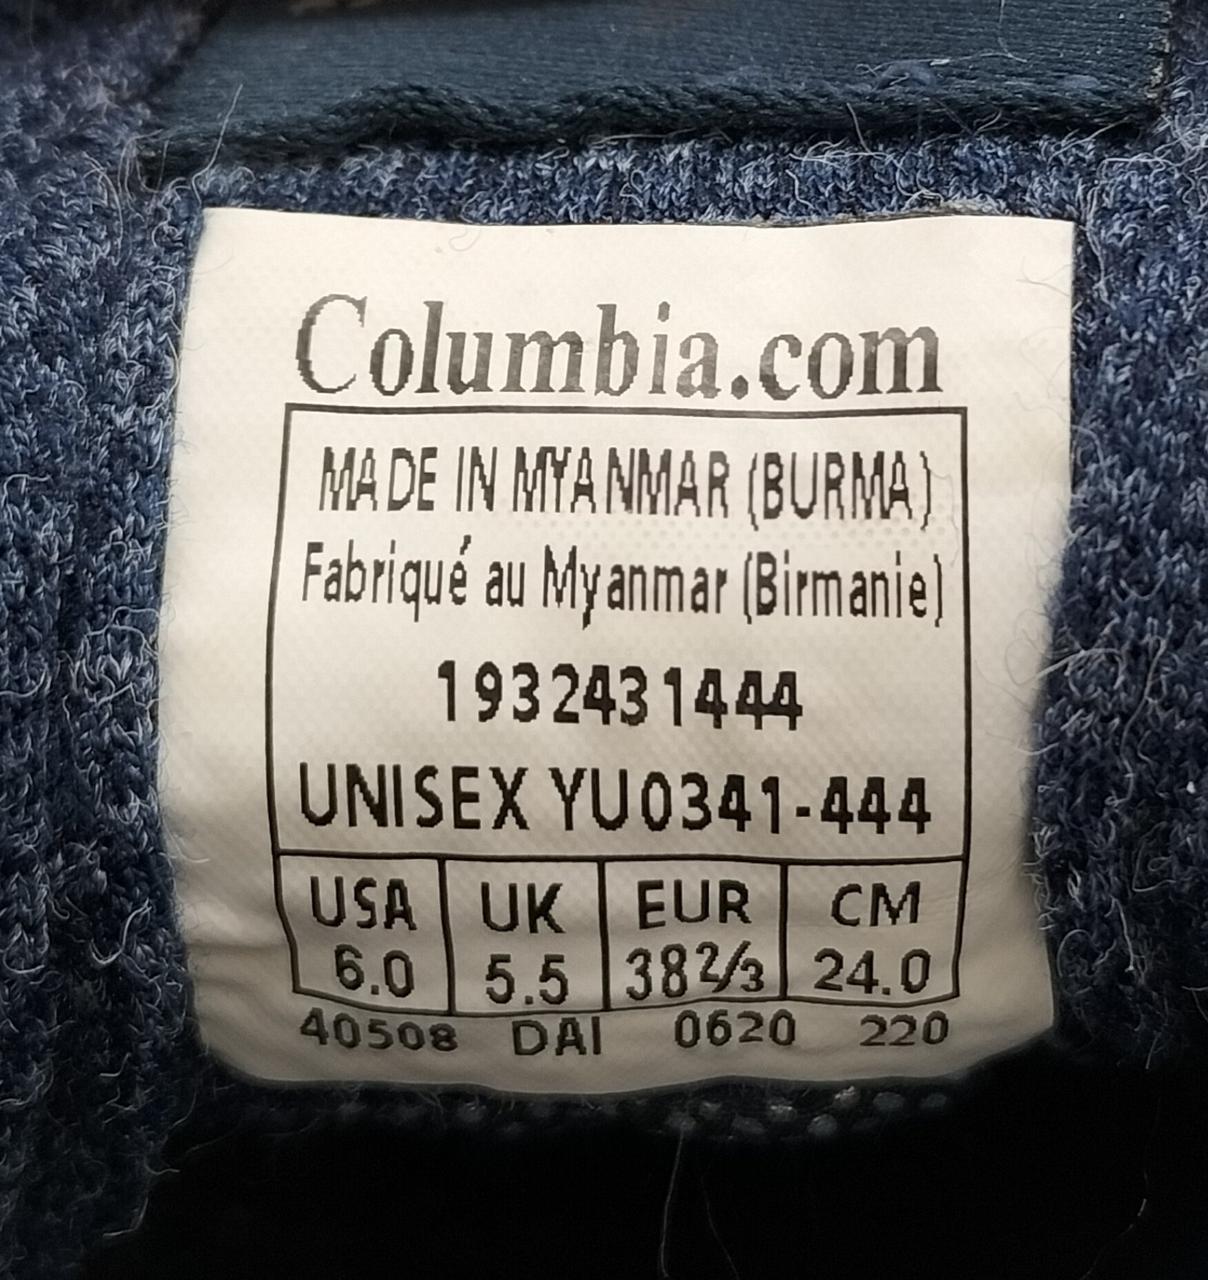 Columbia.com
MADE IN MYANMAR (BURMA)
Fabriqué au Myanmar (Birmanie)
1932431444
UNISEX YU0341-444
USA UK EUR CM
6.0 5.5 38⅔ 24.0
40508 DAI 0620 220